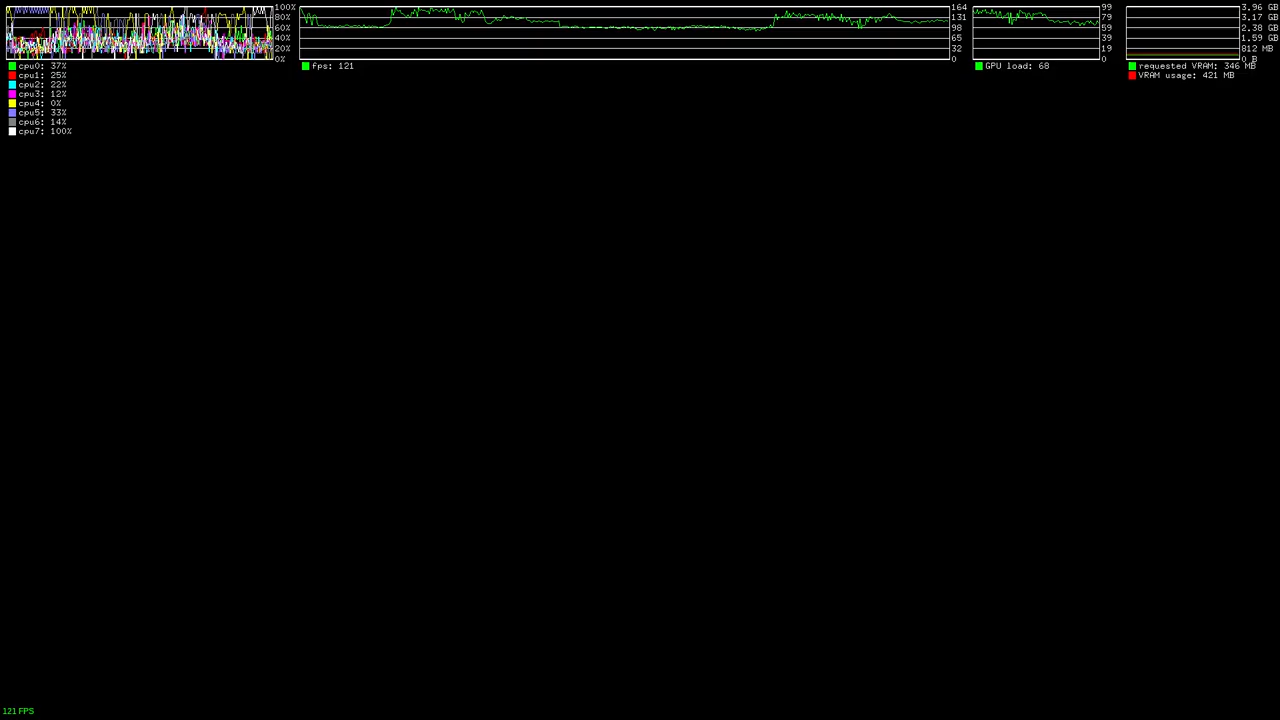 100%
80%
60%
40%
20%
0%
cpu0: 37%
cpu1: 25%
cpu2: 22%
cpu3: 12%
cpu4: 0%
cpu5: 33%
cpu6: 14%
cpu7: 100%
164
131
98
65
32
0
fps: 121
99
79
59
39
19
0
GPU load: 68
3.96 GB
3.17 GB
2.38 GB
1.59 GB
812 MB
0 B
requested VRAM: 346 MB
VRAM usage: 421 MB
121 FPS